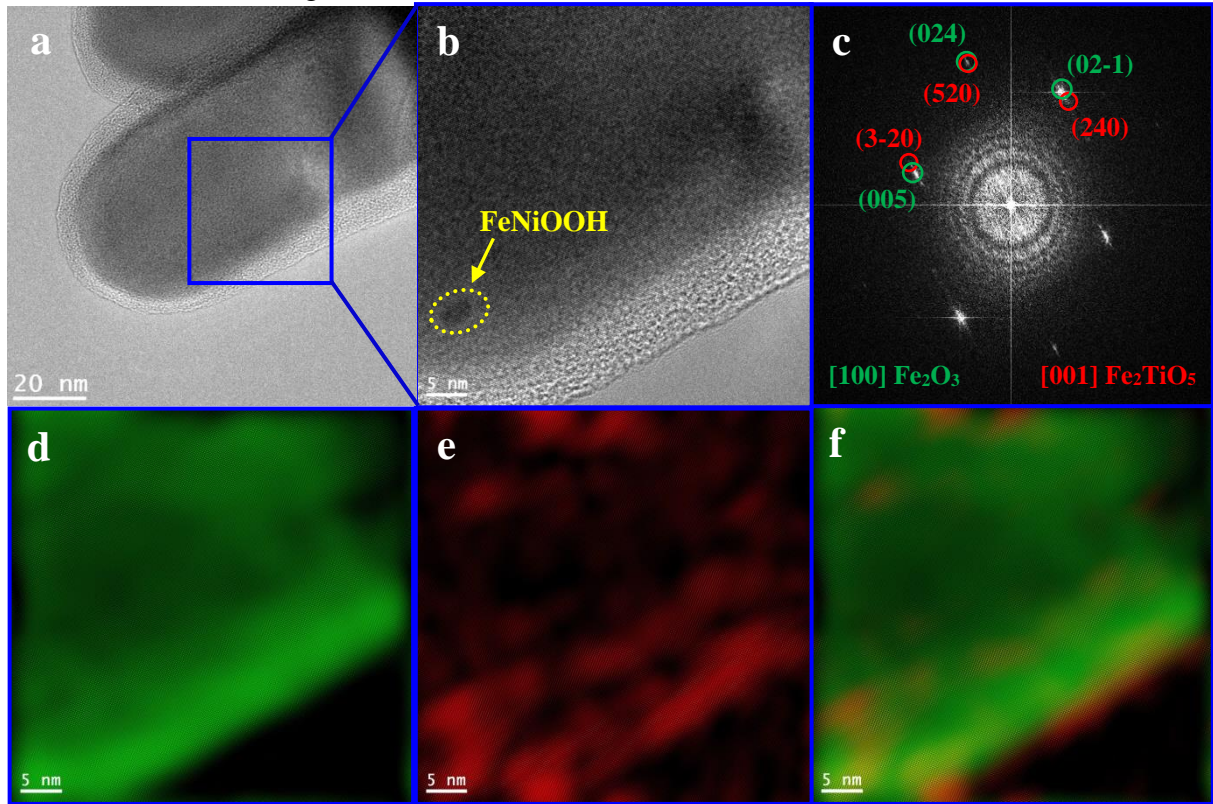 a
20 nm
b
FeNiOOH
5 nm
c
(024)
(02-1)
(520)
(240)
(3-20)
(005)
[100] Fe₂O₃
[001] Fe₂TiO₅
d
5 nm
e
5 nm
f
5 nm